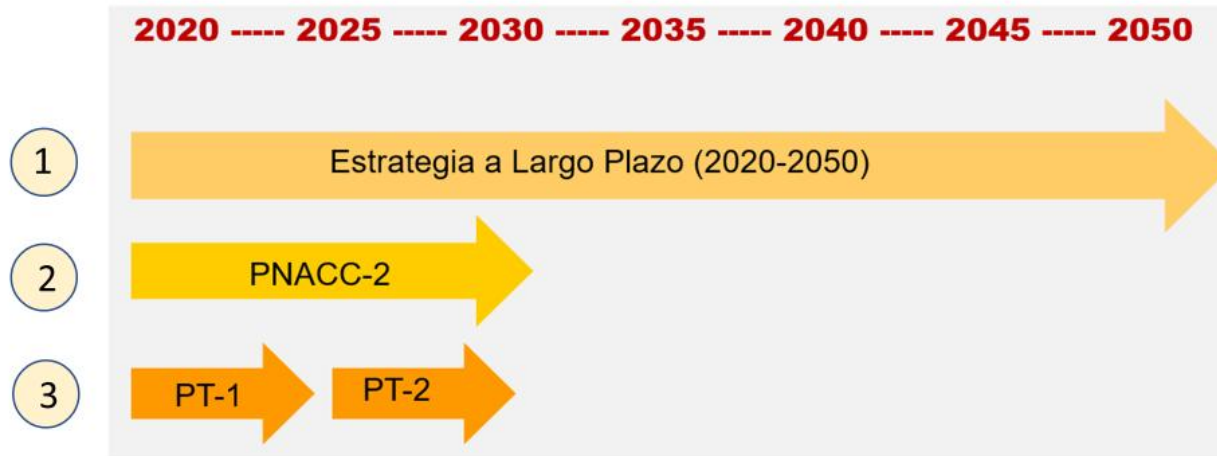 2020 ----- 2025 ----- 2030 ----- 2035 ----- 2040 ----- 2045 ----- 2050
1
Estrategia a Largo Plazo (2020-2050)
2
PNACC-2
3
PT-1
PT-2